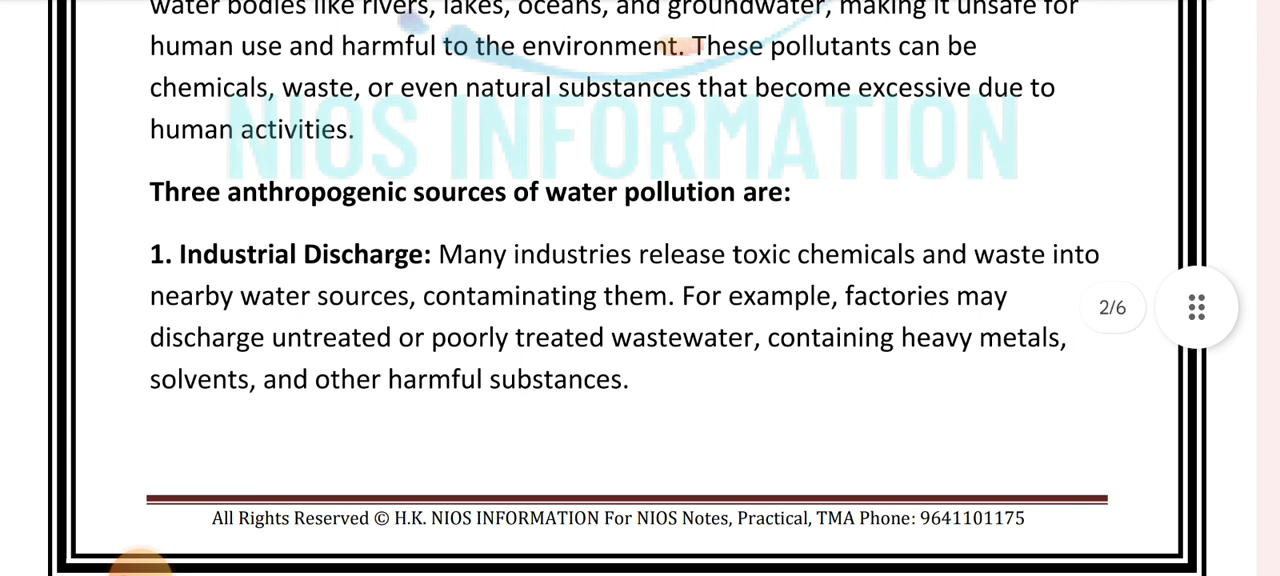 water bodies like rivers, lakes, oceans, and groundwater, making it unsafe for
human use and harmful to the environment. These pollutants can be
chemicals, waste, or even natural substances that become excessive due to
human activities.
NIOS INFORMATION
Three anthropogenic sources of water pollution are:
1. Industrial Discharge: Many industries release toxic chemicals and waste into
nearby water sources, contaminating them. For example, factories may
discharge untreated or poorly treated wastewater, containing heavy metals,
solvents, and other harmful substances.
2/6
All Rights Reserved © H.K. NIOS INFORMATION For NIOS Notes, Practical, TMA Phone: 9641101175